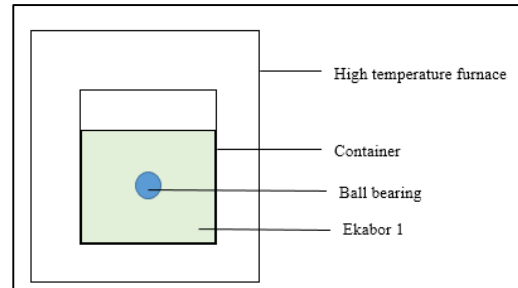 High temperature furnace
Container
Ball bearing
Ekabor 1